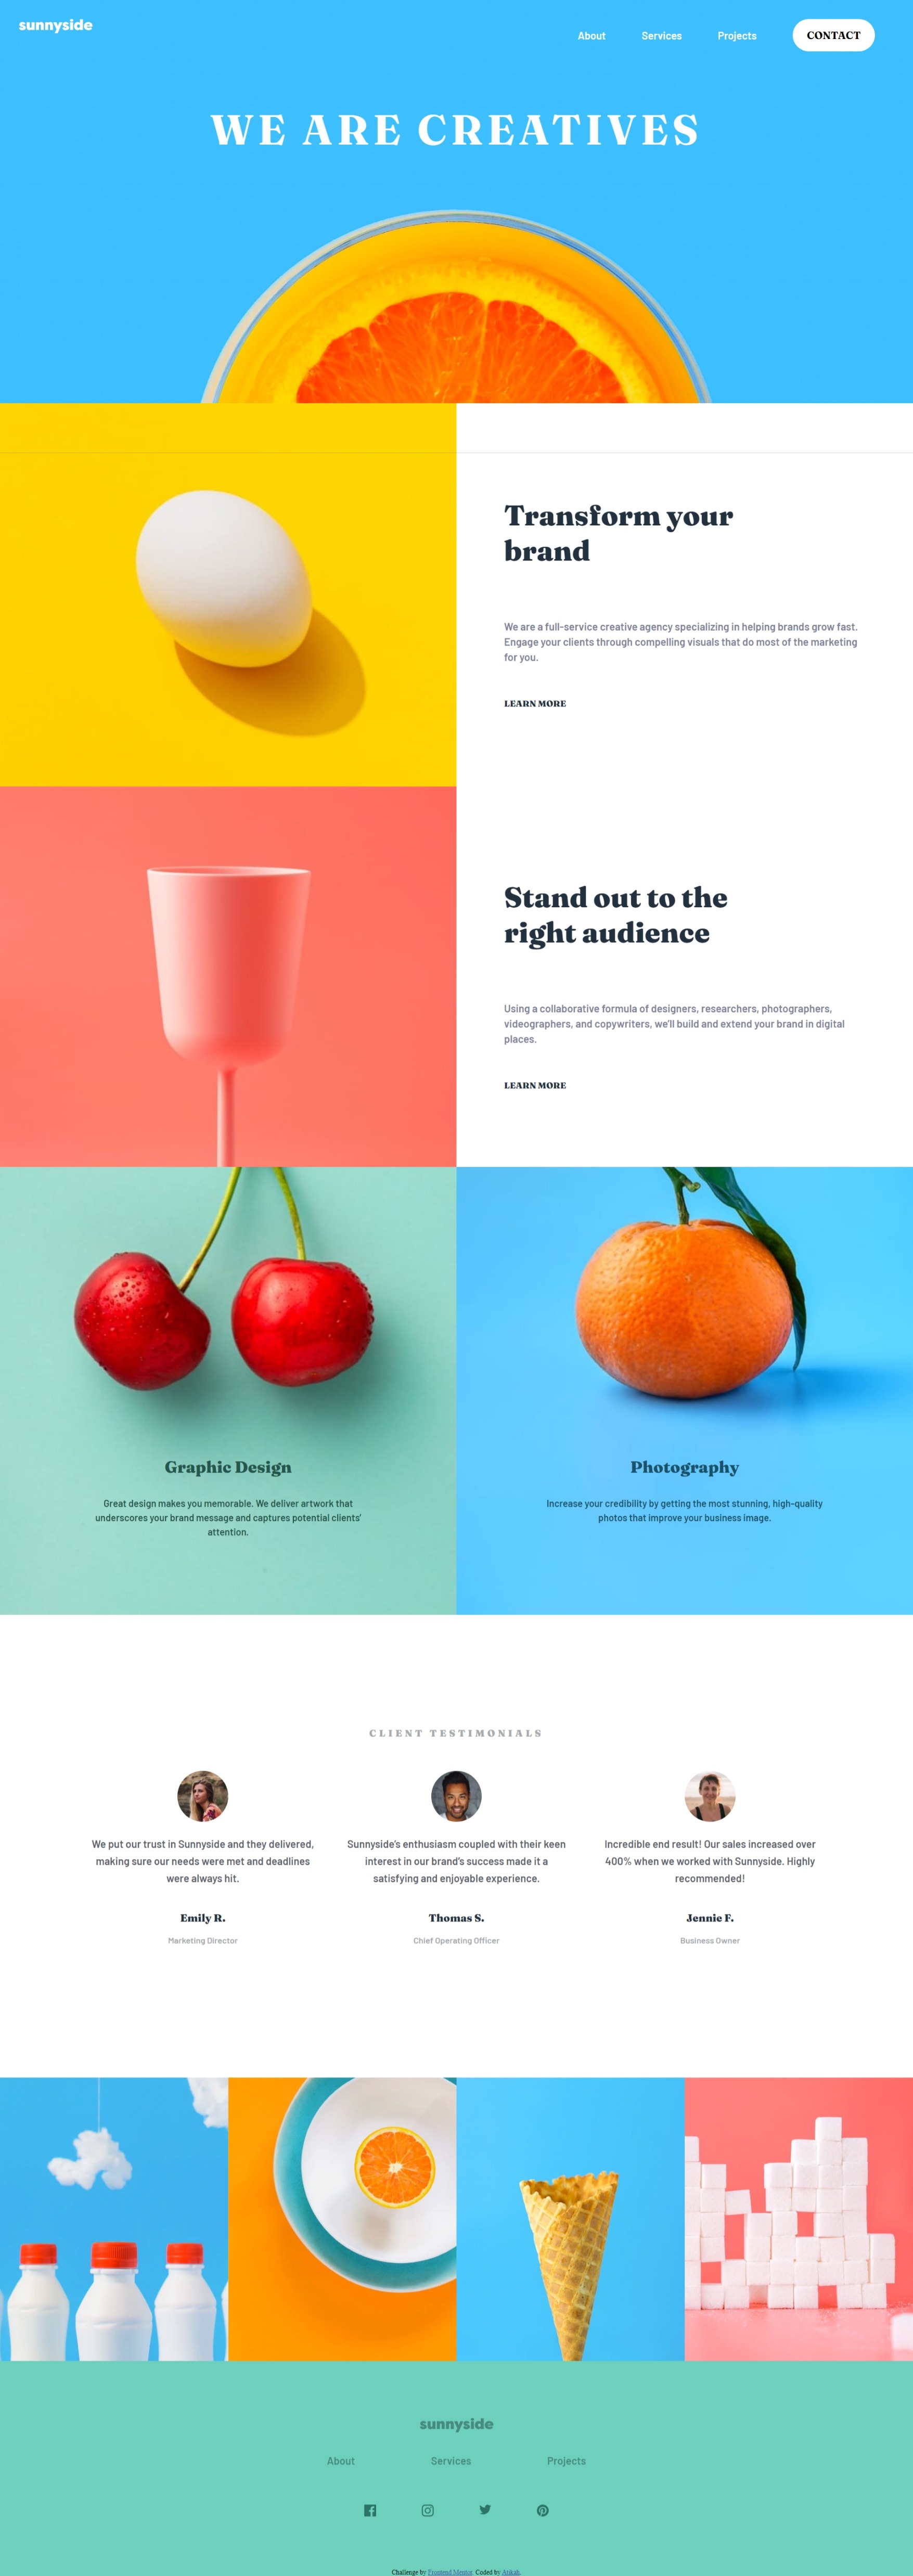 sunnyside
About Services Projects CONTACT
WE ARE CREATIVES
Transform your
brand
We are a full-service creative agency specializing in helping brands grow fast.
Engage your clients through compelling visuals that do most of the marketing
for you.
LEARN MORE
Stand out to the
right audience
Using a collaborative formula of designers, researchers, photographers,
videographers, and copywriters, we'll build and extend your brand in digital
places.
LEARN MORE
Graphic Design
Great design makes you memorable. We deliver artwork that
underscores your brand message and captures potential clients'
attention.
Photography
Increase your credibility by getting the most stunning, high-quality
photos that improve your business image.
CLIENT TESTIMONIALS
We put our trust in Sunnyside and they delivered,
making sure our needs were met and deadlines
were always hit.
Emily R.
Marketing Director
Sunnyside's enthusiasm coupled with their keen
interest in our brand's success made it a
satisfying and enjoyable experience.
Thomas S.
Chief Operating Officer
Incredible end result! Our sales increased over
400% when we worked with Sunnyside. Highly
recommended!
Jennie F.
Business Owner
sunnyside
About Services Projects
Challenge by Frontend Mentor. Coded by Atikah.